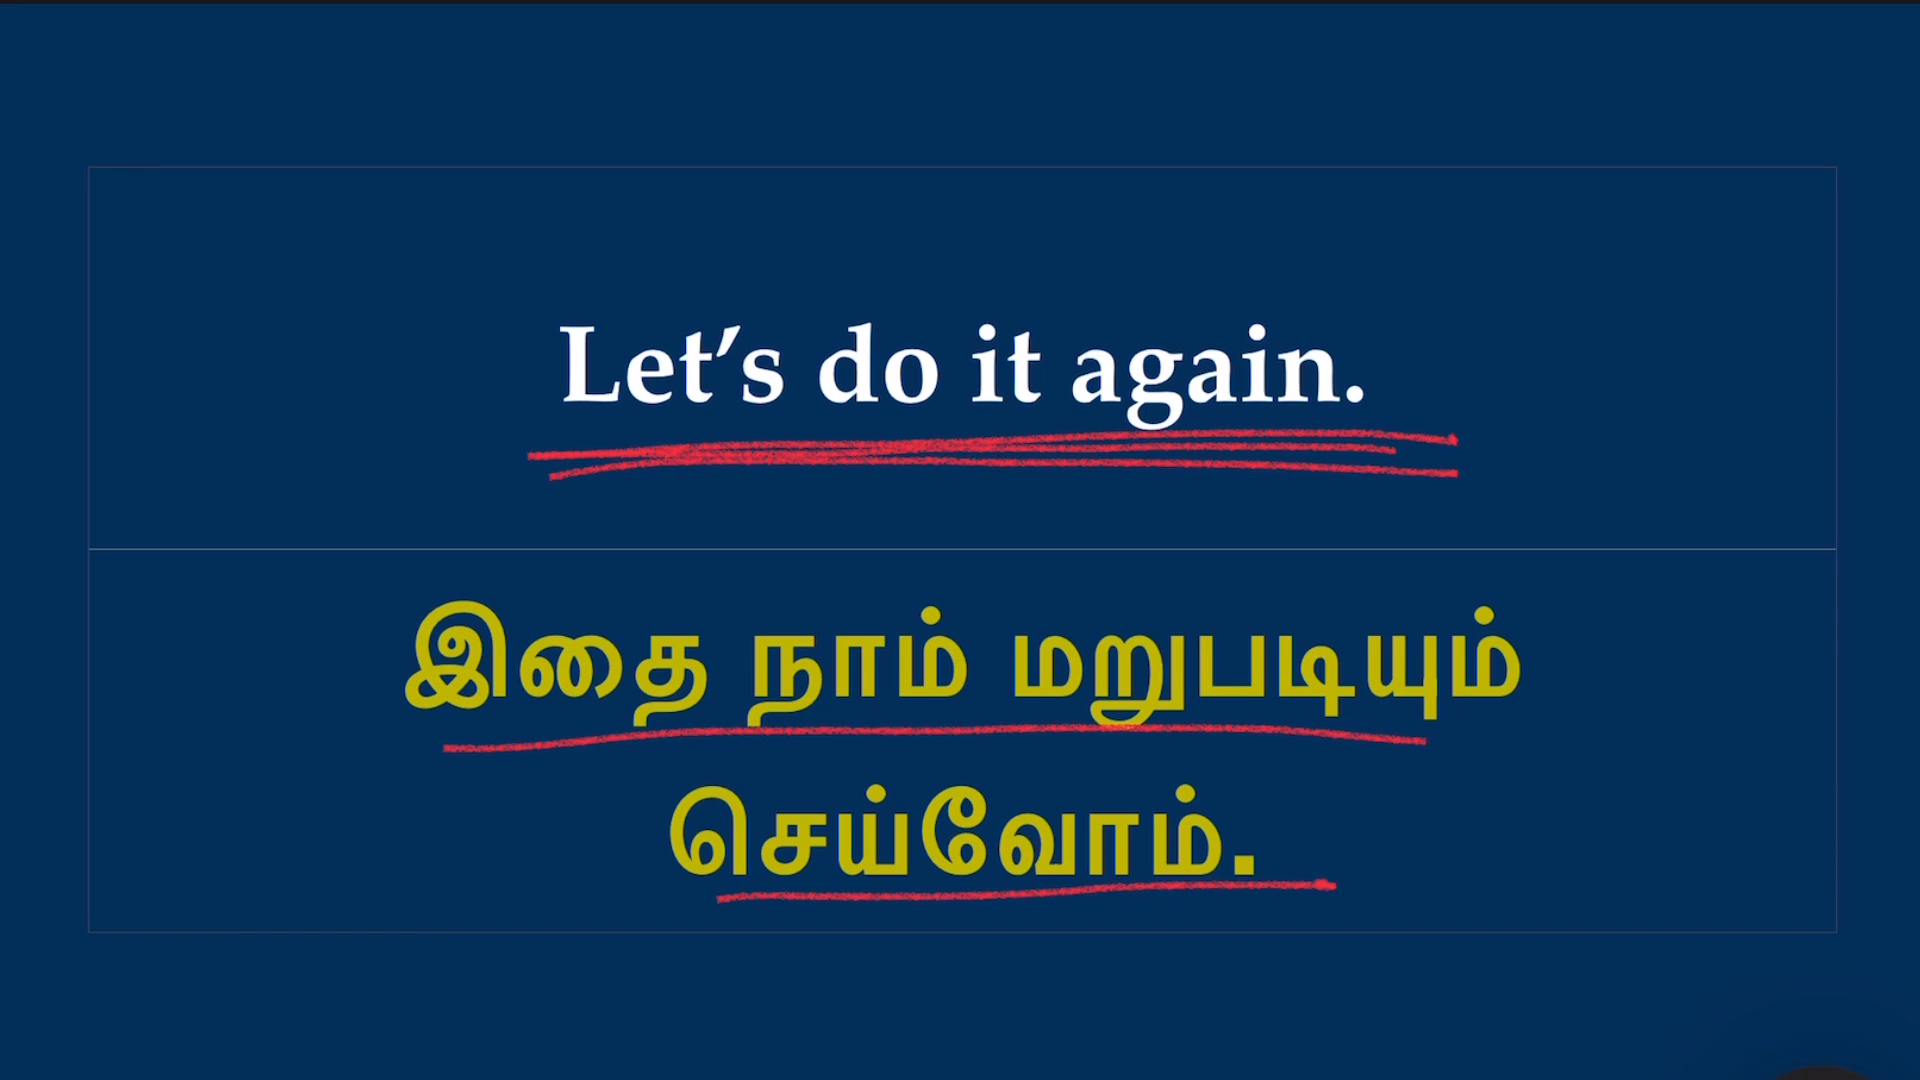 Let’s do it again.
இதை நாம் மறுபடியும்
செய்வோம்.